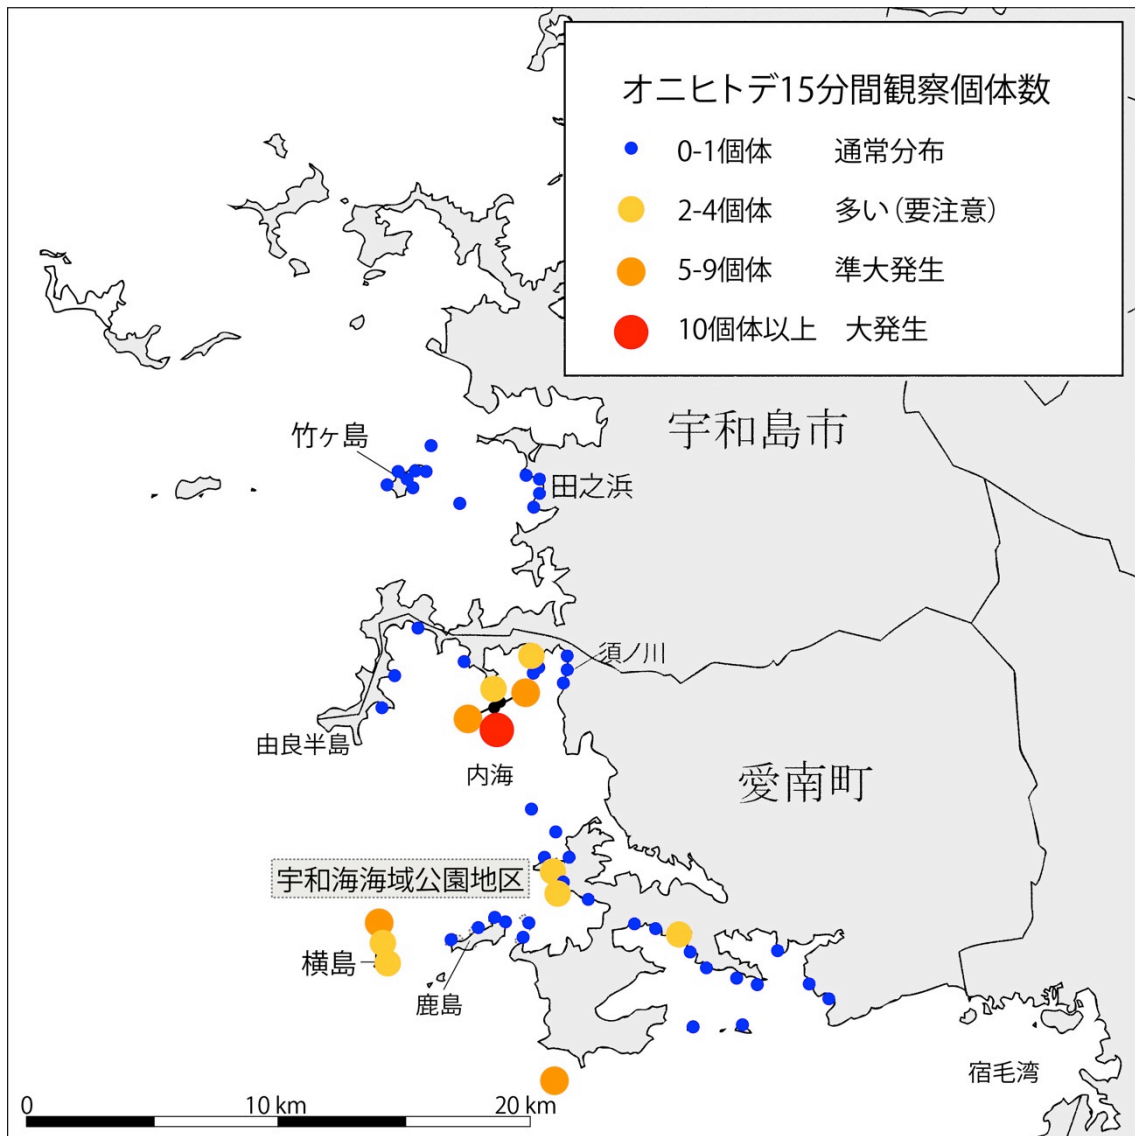 オニヒトデ15分間観察個体数
0-1個体 通常分布
2-4個体 多い（要注意）
5-9個体 準大発生
10個体以上 大発生
宇和島市
竹ヶ島
田之浜
須ノ川
由良半島
内海
愛南町
宇和海海域公園地区
横島
鹿島
宿毛湾
0 10 km 20 km